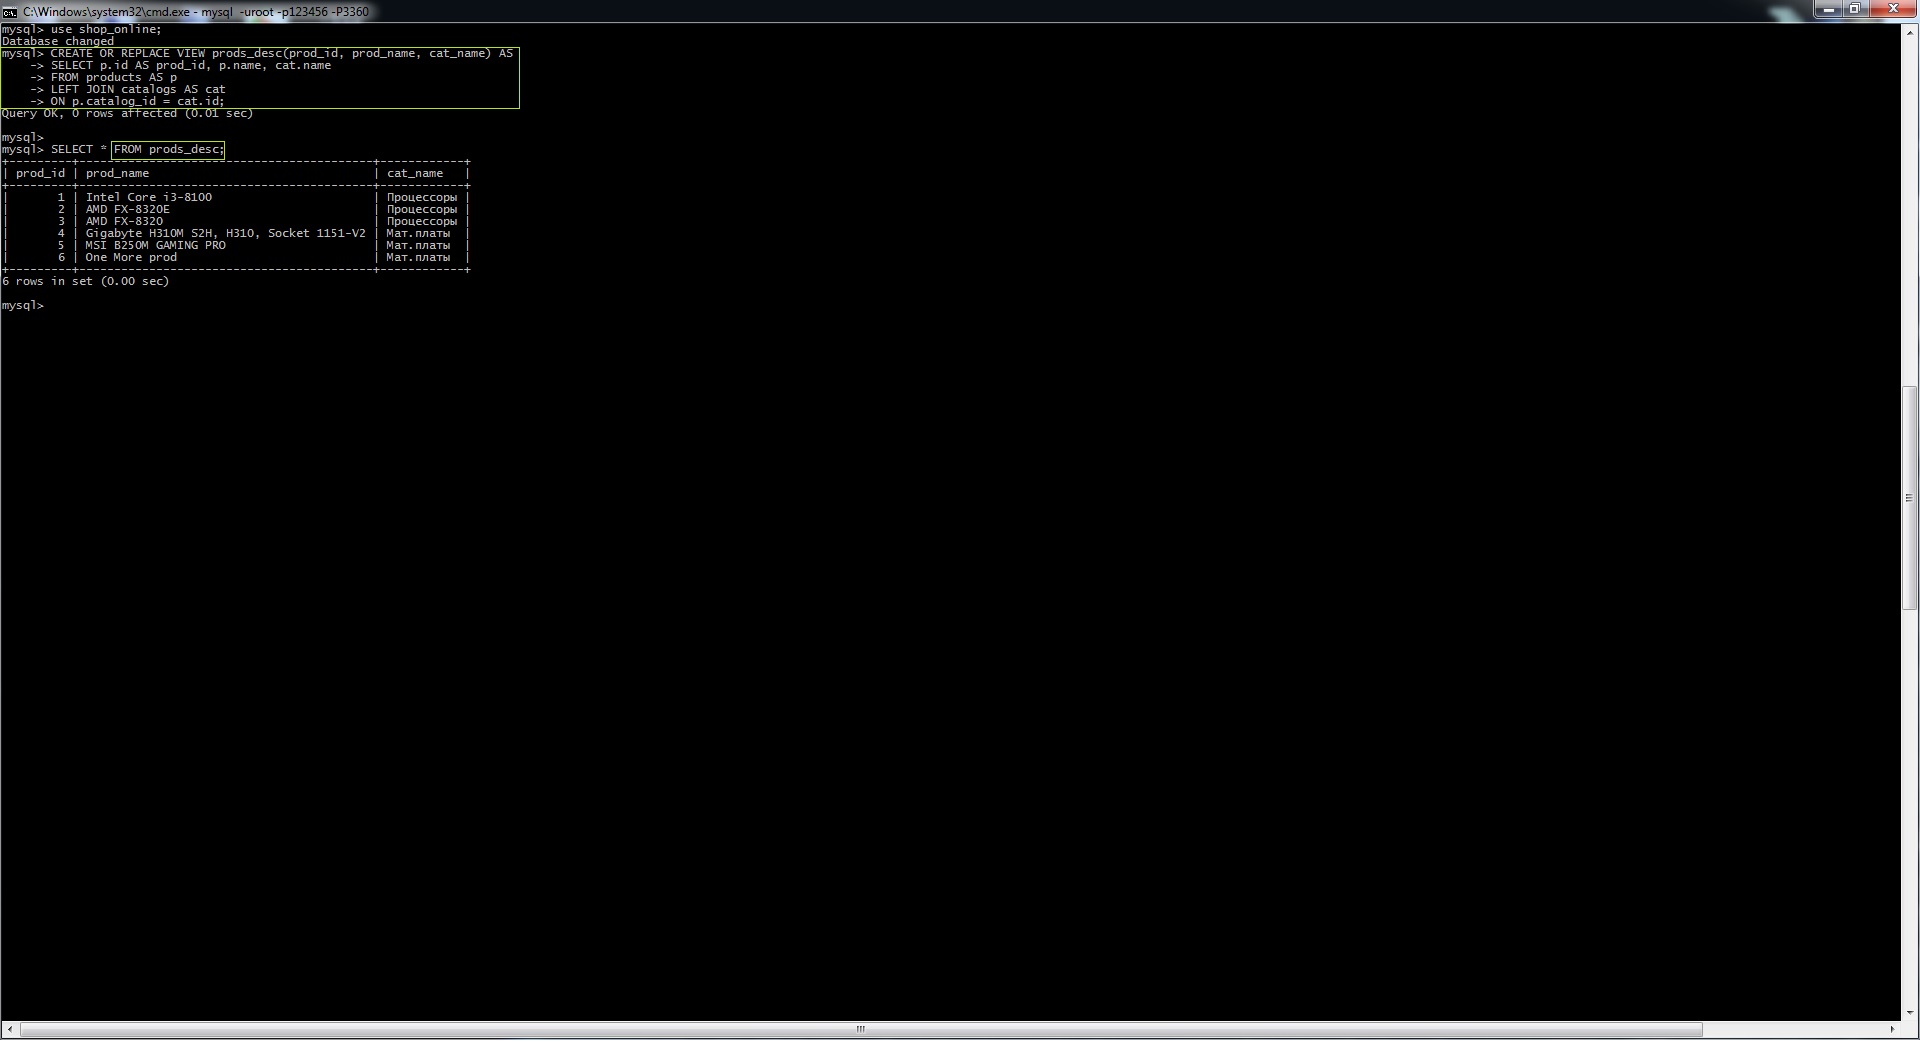 C:\Windows\system32\cmd.exe - mysql  -uroot -p123456 -P3360
mysql> use shop_online;
Database changed
mysql> CREATE OR REPLACE VIEW prods_desc(prod_id, prod_name, cat_name) AS
    -> SELECT p.id AS prod_id, p.name, cat.name
    -> FROM products AS p
    -> LEFT JOIN catalogs AS cat
    -> ON p.catalog_id = cat.id;
Query OK, 0 rows affected (0.01 sec)
mysql>
mysql> SELECT * FROM prods_desc;
+---------+------------------------------------------+------------+
| prod_id | prod_name                                | cat_name   |
+---------+------------------------------------------+------------+
|       1 | Intel Core i3-8100                       | Процессоры |
|       2 | AMD FX-8320E                             | Процессоры |
|       3 | AMD FX-8320                              | Процессоры |
|       4 | Gigabyte H310M S2H, H310, Socket 1151-V2 | Мат.платы  |
|       5 | MSI B250M GAMING PRO                     | Мат.платы  |
|       6 | One More prod                            | Мат.платы  |
+---------+------------------------------------------+------------+
6 rows in set (0.00 sec)
mysql>